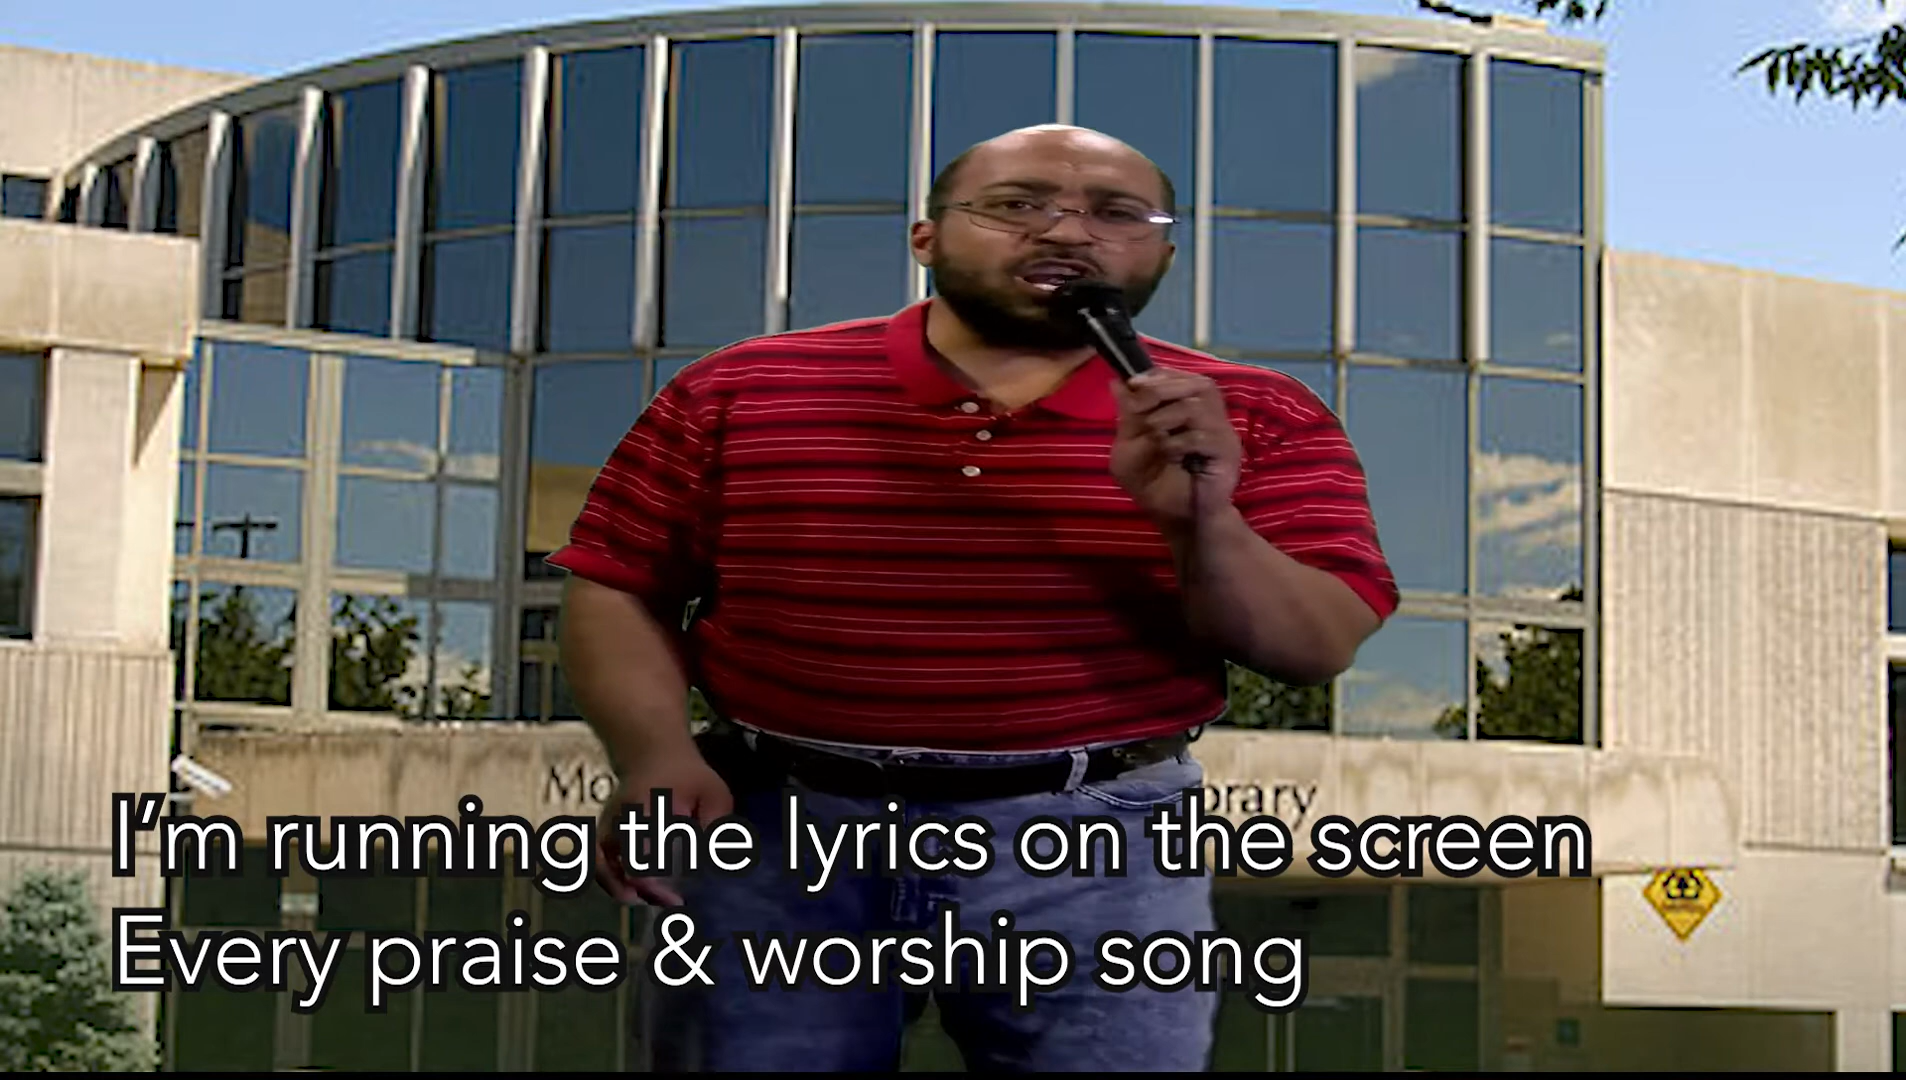 I'm running the lyrics on the screen
Every praise & worship song